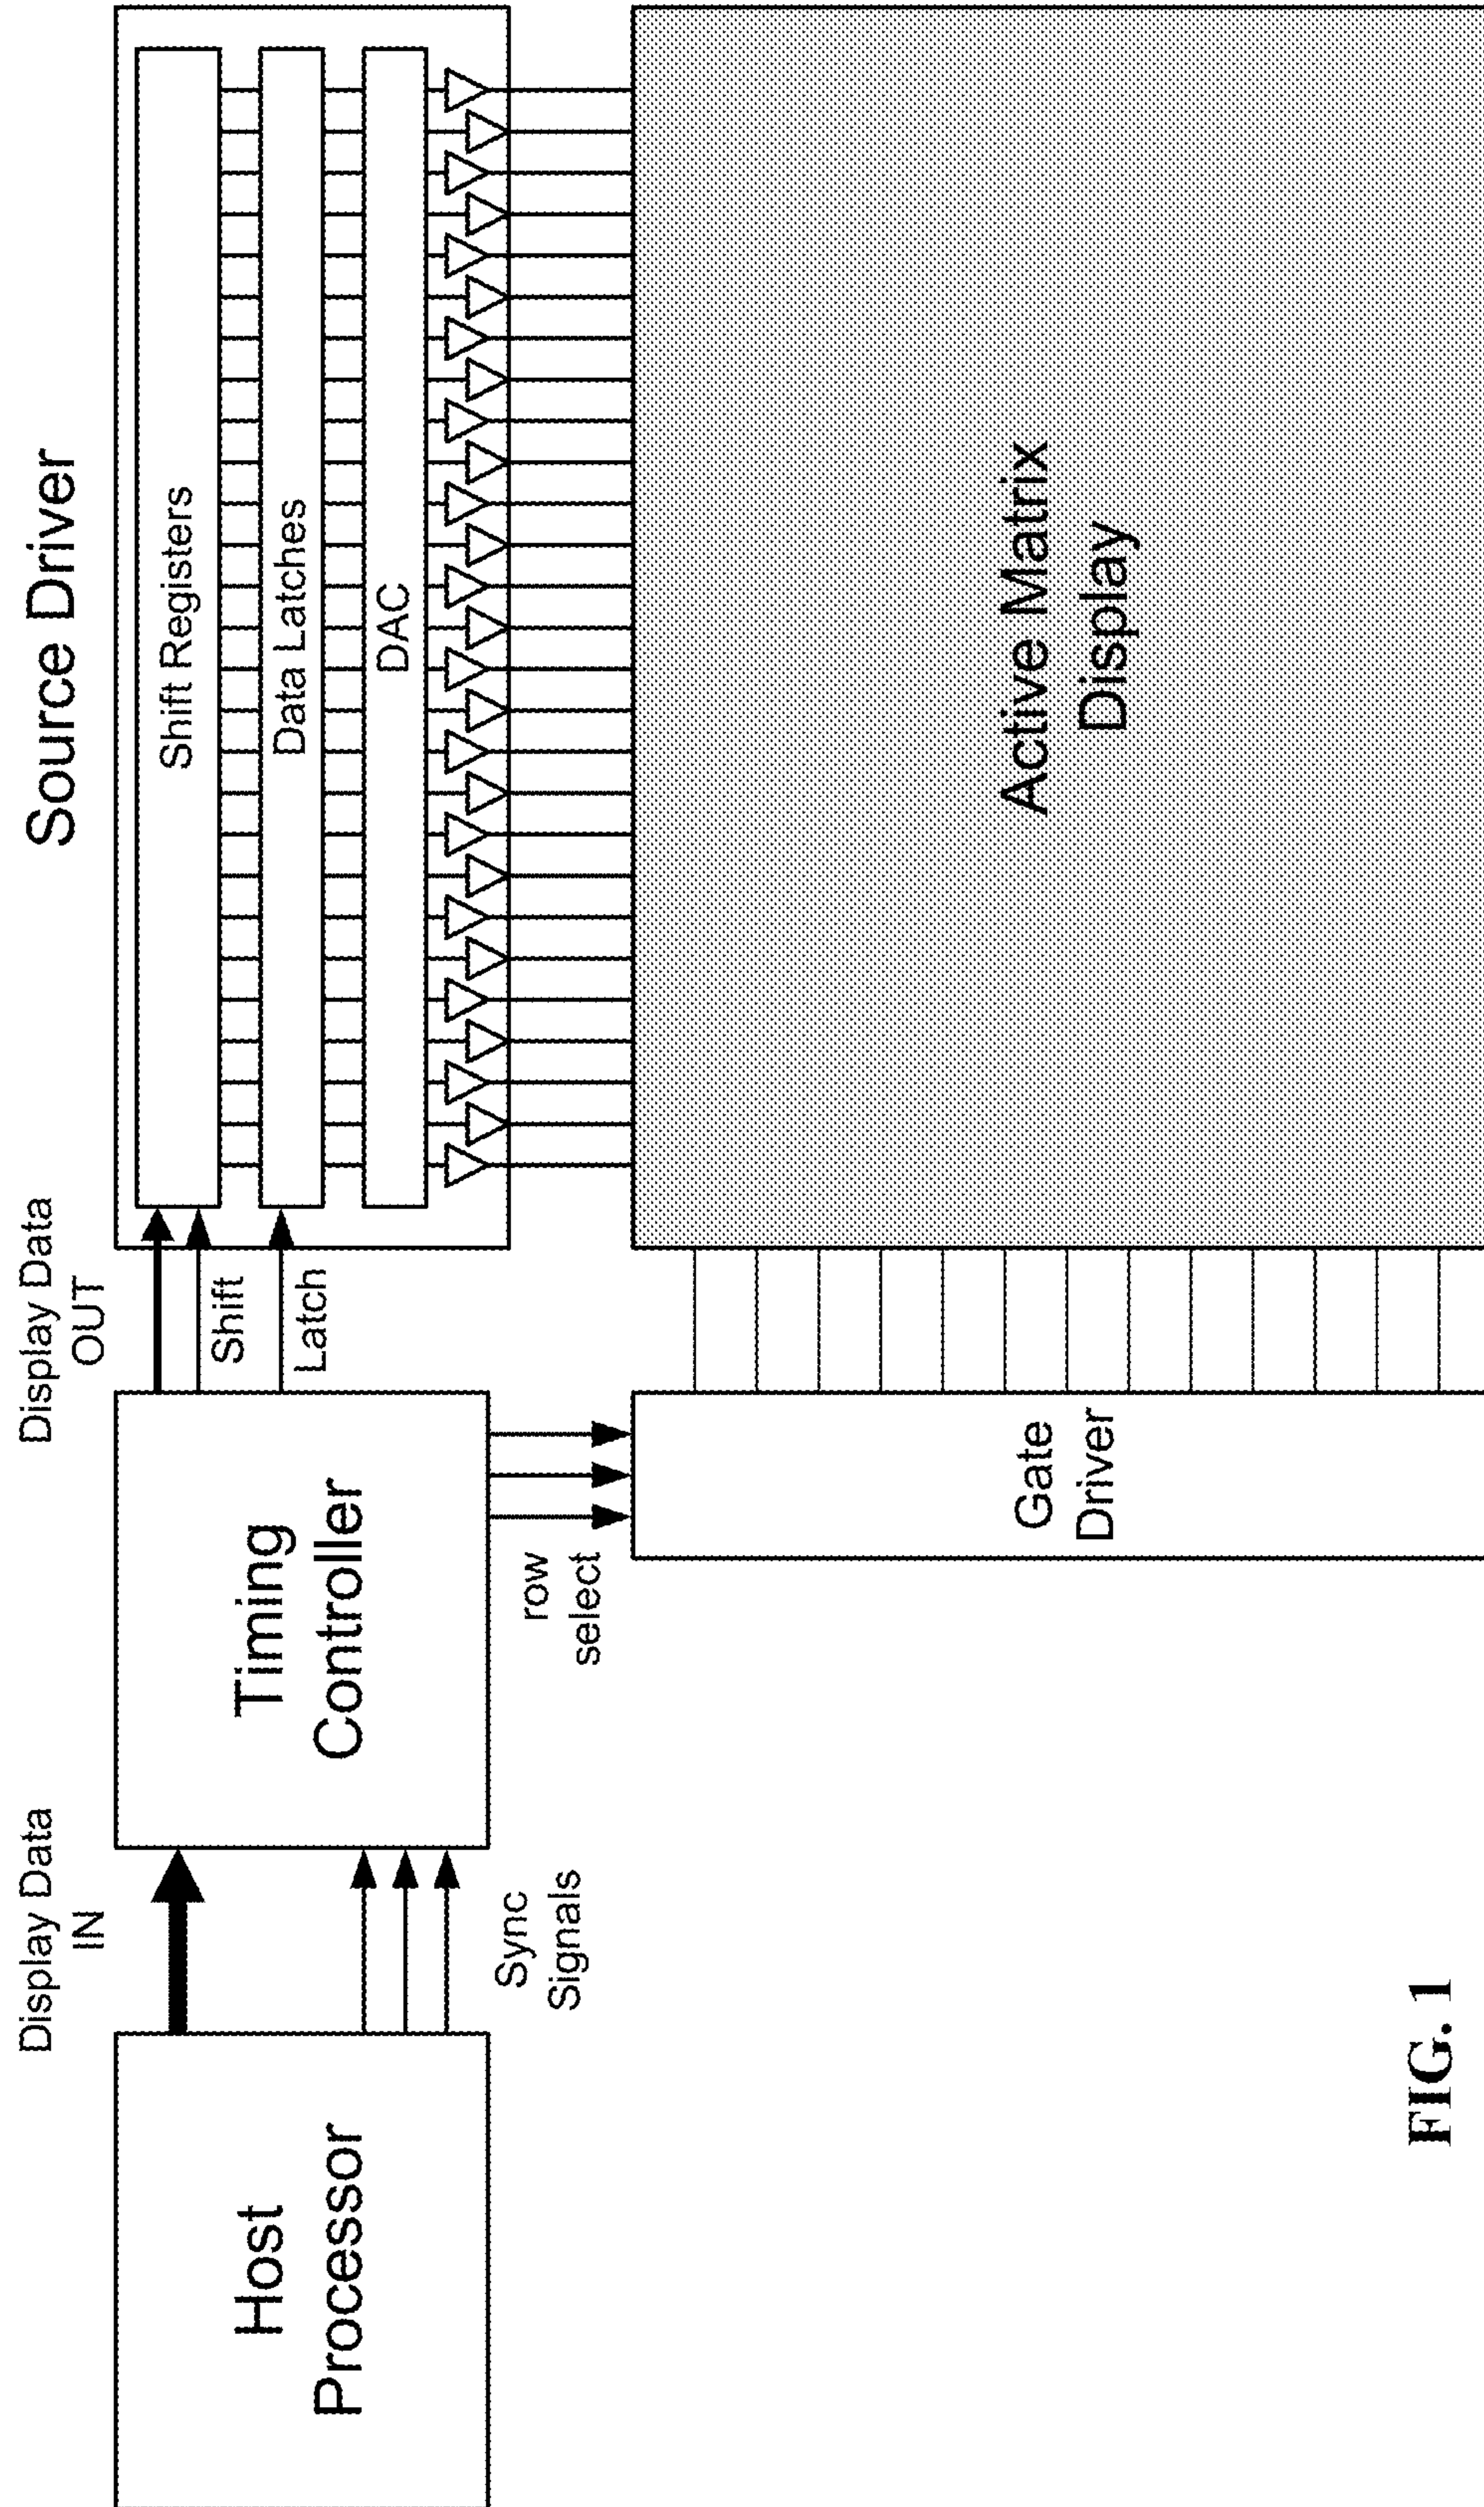 Display Data
IN
Display Data
OUT
Source Driver
Host
Processor
Sync
Signals
Timing
Controller
Shift
Latch
Shift Registers
Data Latches
DAC
row
select
Gate
Driver
Active Matrix
Display
FIG. 1